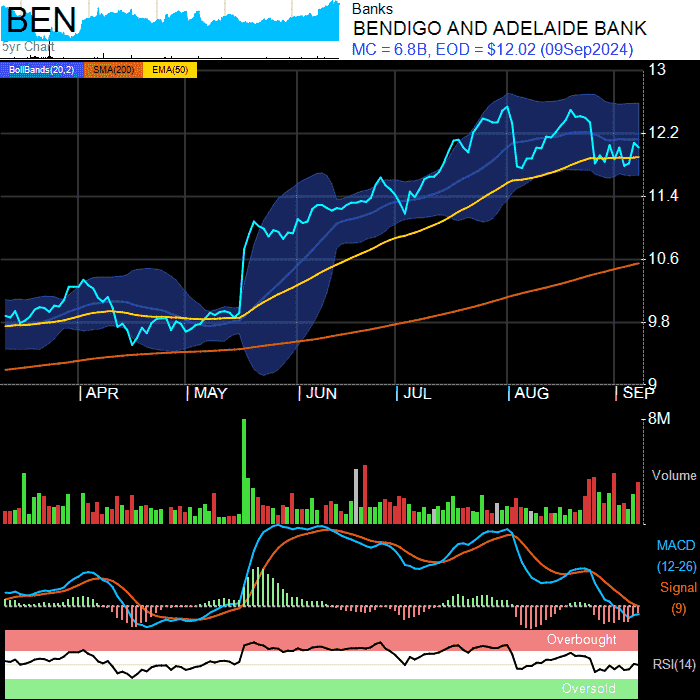 BEN
5yr Chart
Banks
BENDIGO AND ADELAIDE BANK
MC = 6.8B, EOD = $12.02 (09Sep2024)
BollBands(20,2) SMA(200) EMA(50)
13
12.2
11.4
10.6
9.8
9
APR MAY JUN JUL AUG SEP
8M
Volume
MACD
(12-26)
Signal
(9)
Overbought
RSI(14)
Oversold